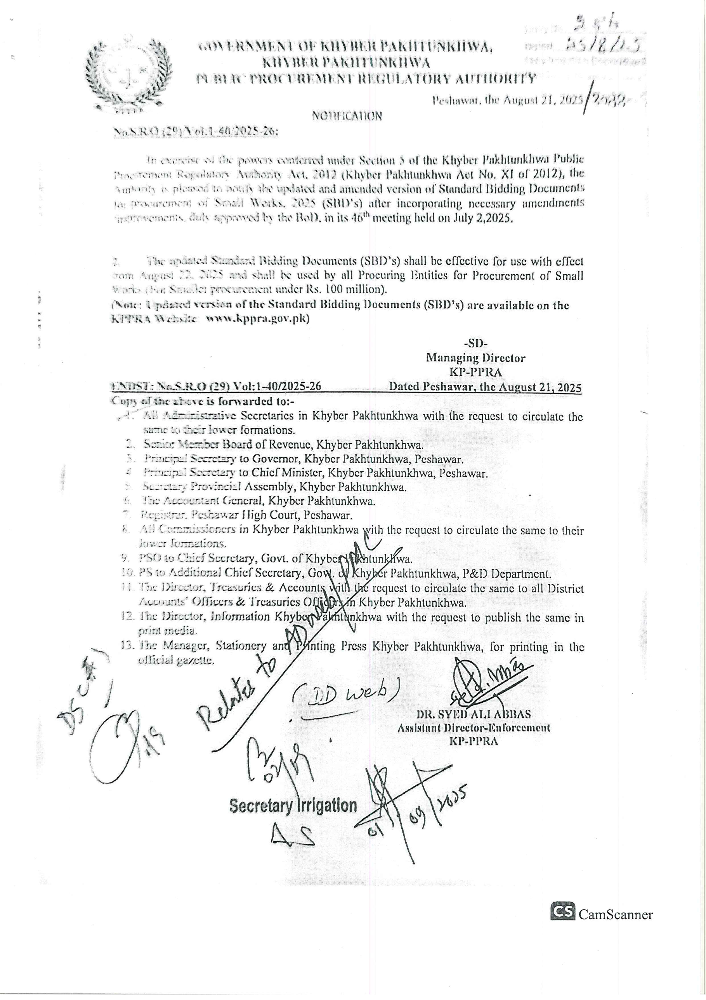 GOVERNMENT OF KHYBER PAKHTUNKHWA,
KHYBER PAKHTUNKHWA
PUBLIC PROCUREMENT REGULATORY AUTHORITY
25/8/25
Peshawar, the August 21, 2025
NOTIFICATION
No.S.R.O (29)/Vol:1-40/2025-26:
In exercise of the powers conferred under Section 5 of the Khyber Pakhtunkhwa Public
Procurement Regulatory Authority Act, 2012 (Khyber Pakhtunkhwa Act No. XI of 2012), the
Authority is pleased to notify the updated and amended version of Standard Bidding Documents
for procurement of Small Works, 2025 (SBD's) after incorporating necessary amendments
improvements, duly approved by the BoD, in its 46th meeting held on July 2,2025.
2. The updated Standard Bidding Documents (SBD's) shall be effective for use with effect
from August 22, 2025 and shall be used by all Procuring Entities for Procurement of Small
Works (For Smaller procurement under Rs. 100 million).
(Note: Updated version of the Standard Bidding Documents (SBD's) are available on the
KPPRA Website www.kppra.gov.pk)
-SD-
Managing Director
KP-PPRA
ENDST: No.S.R.O (29) Vol:1-40/2025-26 Dated Peshawar, the August 21, 2025
Copy of the above is forwarded to:-
1. All Administrative Secretaries in Khyber Pakhtunkhwa with the request to circulate the
same to their lower formations.
2. Senior Member Board of Revenue, Khyber Pakhtunkhwa.
3. Principal Secretary to Governor, Khyber Pakhtunkhwa, Peshawar.
4 Principal Secretary to Chief Minister, Khyber Pakhtunkhwa, Peshawar.
5. Secretary Provincial Assembly, Khyber Pakhtunkhwa.
6. The Accountant General, Khyber Pakhtunkhwa.
7. Registrar, Peshawar High Court, Peshawar.
8. All Commissioners in Khyber Pakhtunkhwa with the request to circulate the same to their
lower formations.
9. PSO to Chief Secretary, Govt. of Khyber Pakhtunkhwa.
10. PS to Additional Chief Secretary, Govt. of Khyber Pakhtunkhwa, P&D Department.
11. The Director, Treasuries & Accounts with the request to circulate the same to all District
Accounts' Officers & Treasuries Officers in Khyber Pakhtunkhwa.
12. The Director, Information Khyber Pakhtunkhwa with the request to publish the same in
print media.
13. The Manager, Stationery and Printing Press Khyber Pakhtunkhwa, for printing in the
official gazette.
Relates to AD web/PMC
(DD web)
DR. SYED ALI ABBAS
Assistant Director-Enforcement
KP-PPRA
1/9
02/09
Secretary Irrigation
01/09/2025
AS
CS CamScanner